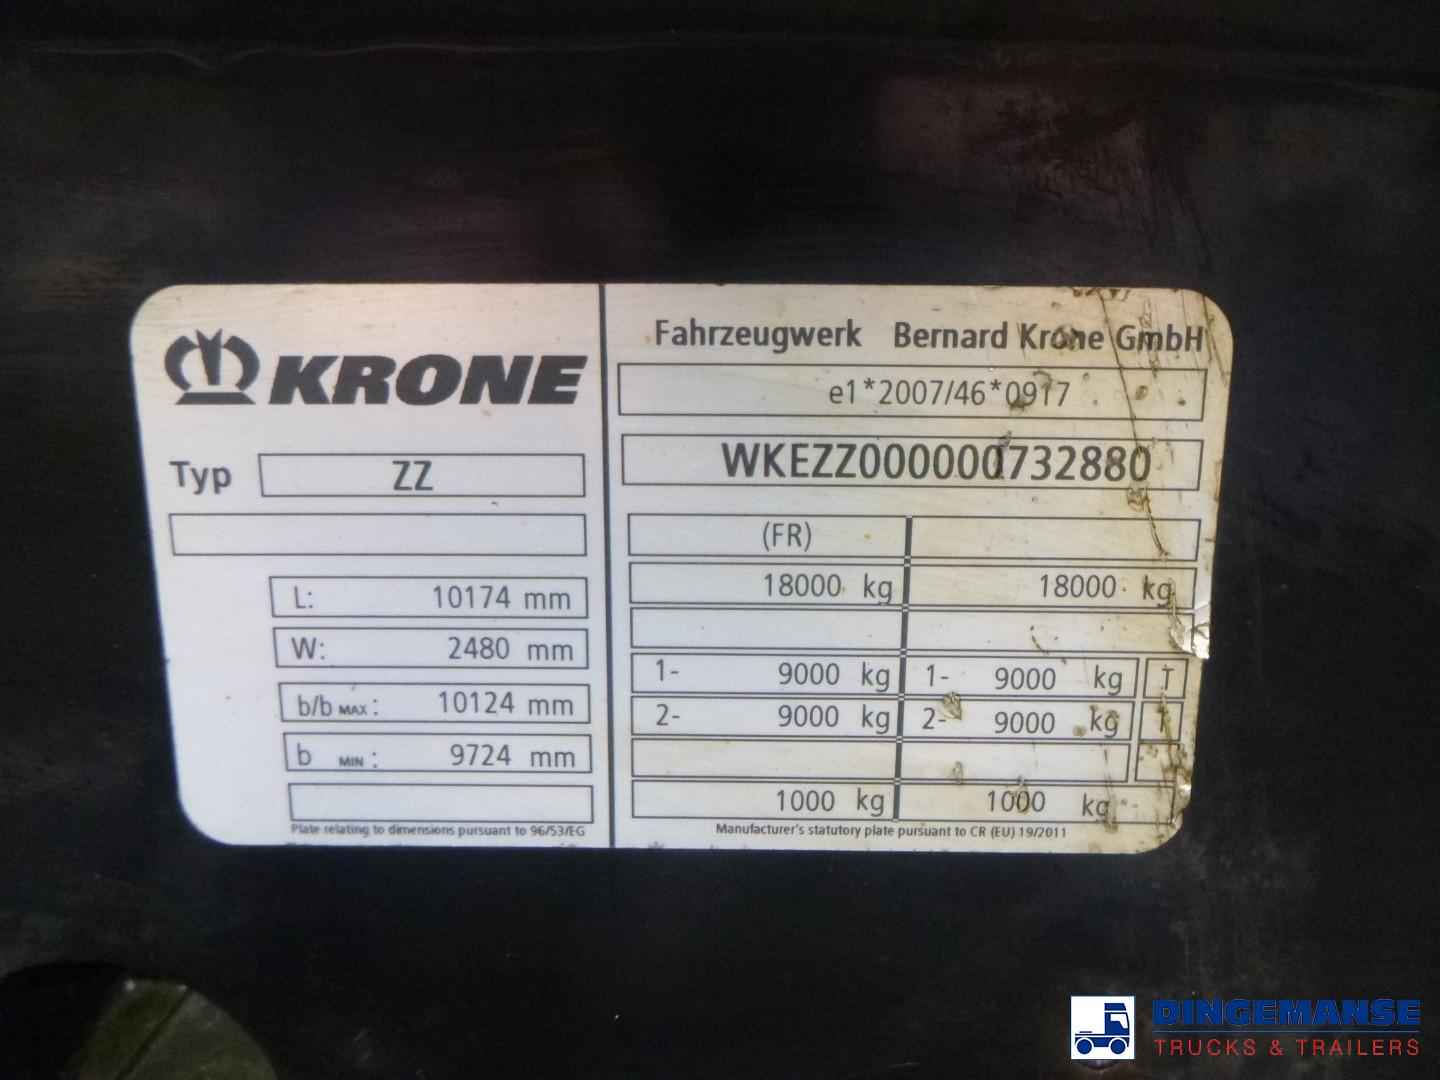 KRONE
Typ ZZ
L: 10174 mm
W: 2480 mm
b/b MAX: 10124 mm
b MIN: 9724 mm
Plate relating to dimensions pursuant to 96/53/EG
Fahrzeugwerk Bernard Krone GmbH
e1*2007/46*0917
WKEZZ000000732880
(FR)
18000 kg 18000 kg
1- 9000 kg 1- 9000 kg T
2- 9000 kg 2- 9000 kg T
1000 kg 1000 kg
Manufacturer's statutory plate pursuant to CR (EU) 19/2011
DINGEMANSE
TRUCKS & TRAILERS